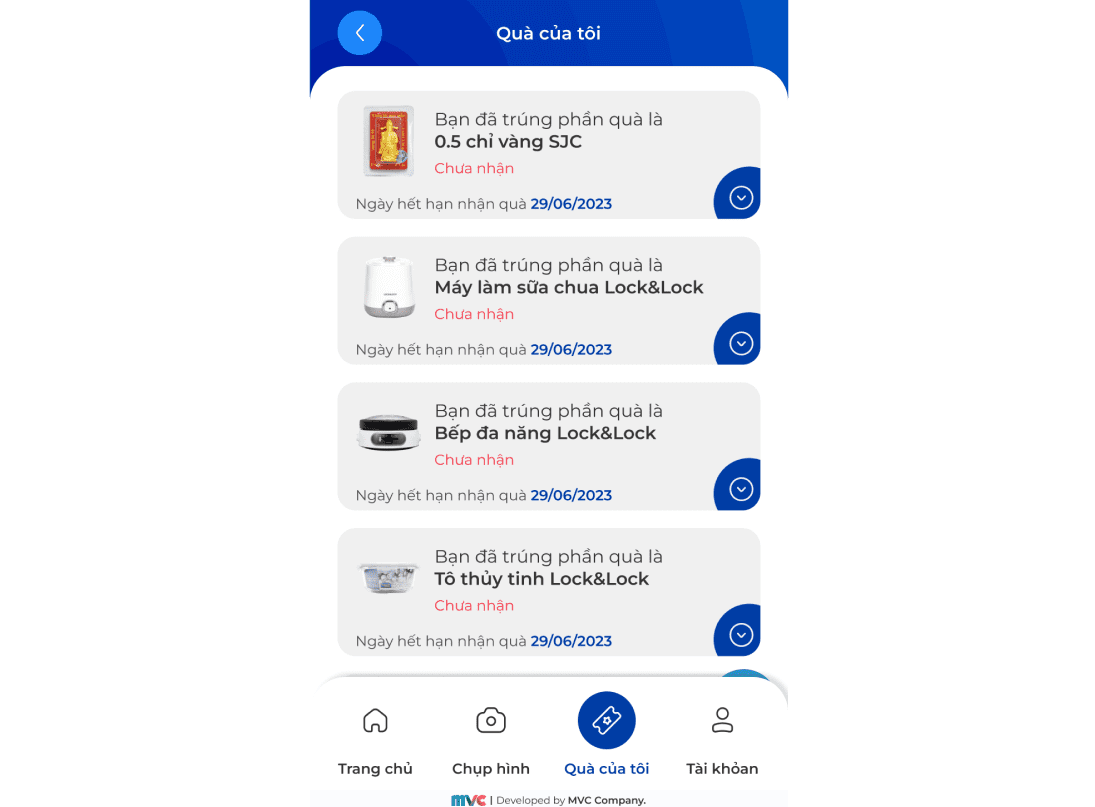 Quà của tôi
Bạn đã trúng phần quà là
0.5 chỉ vàng SJC
Chưa nhận
Ngày hết hạn nhận quà 29/06/2023
Bạn đã trúng phần quà là
Máy làm sữa chua Lock&Lock
Chưa nhận
Ngày hết hạn nhận quà 29/06/2023
Bạn đã trúng phần quà là
Bếp đa năng Lock&Lock
Chưa nhận
Ngày hết hạn nhận quà 29/06/2023
Bạn đã trúng phần quà là
Tô thủy tinh Lock&Lock
Chưa nhận
Ngày hết hạn nhận quà 29/06/2023
Trang chủ
Chụp hình
Quà của tôi
Tài khoản
mvc | Developed by MVC Company.